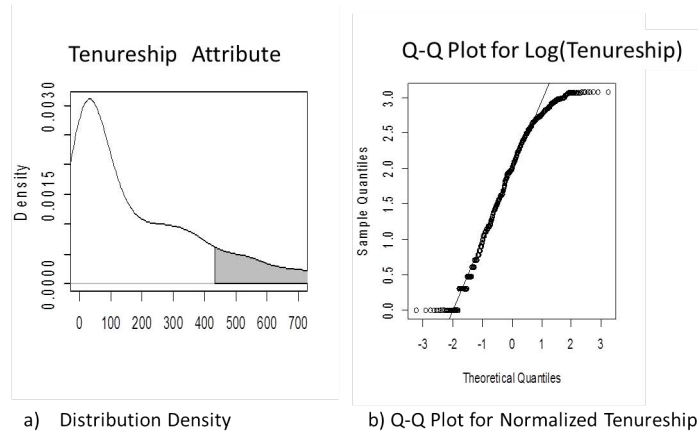 Tenureship Attribute
Density
0.0030
0.0015
0.0000
0 100 200 300 400 500 600 700
a) Distribution Density
Q-Q Plot for Log(Tenureship)
Sample Quantiles
3.0
2.5
2.0
1.5
1.0
0.5
0.0
-3 -2 -1 0 1 2 3
Theoretical Quantiles
b) Q-Q Plot for Normalized Tenureship